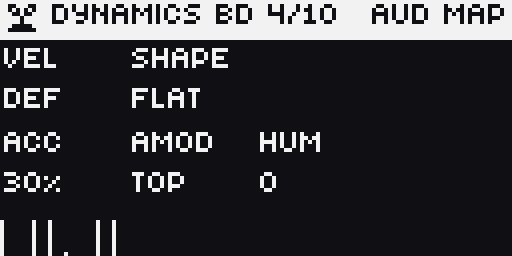 DYNAMICS BD 4/10 AUD MAP
VEL SHAPE
DEF FLAT
ACC AMOD HUM
30% TOP 0